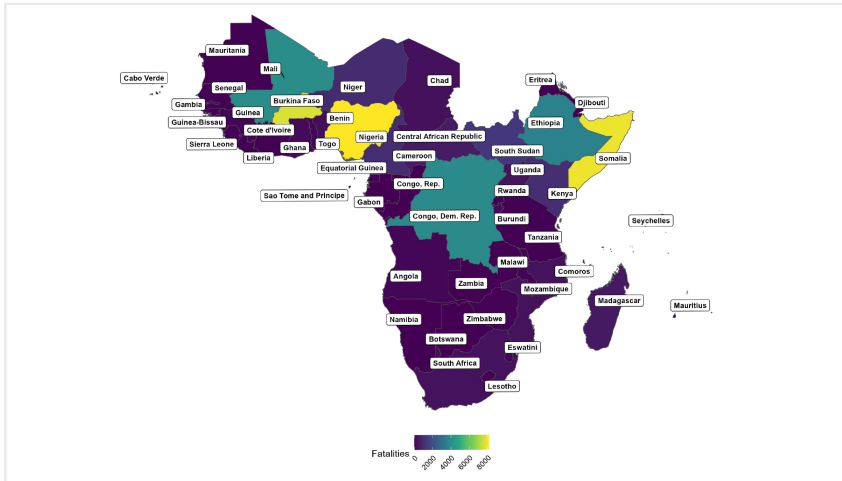 Mauritania
Mali
Cabo Verde
Niger
Chad
Eritrea
Senegal
Djibouti
Burkina Faso
Gambia
Guinea
Benin
Guinea-Bissau
Ethiopia
Cote d'Ivoire
Nigeria
Central African Republic
Sierra Leone
Ghana
Togo
South Sudan
Liberia
Cameroon
Somalia
Equatorial Guinea
Uganda
Congo, Rep.
Rwanda
Kenya
Sao Tome and Principe
Gabon
Congo, Dem. Rep.
Burundi
Seychelles
Tanzania
Malawi
Comoros
Angola
Zambia
Mozambique
Madagascar
Mauritius
Namibia
Zimbabwe
Botswana
Eswatini
South Africa
Lesotho
Fatalities
0
2000
4000
6000
8000